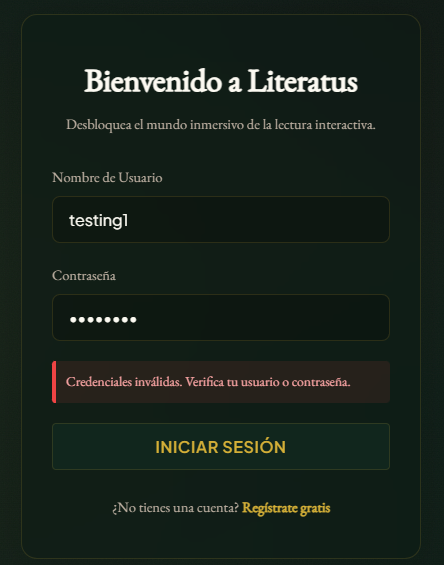 Bienvenido a Literatus
Desbloquea el mundo inmersivo de la lectura interactiva.
Nombre de Usuario
testing1
Contraseña
••••••••
Credenciales inválidas. Verifica tu usuario o contraseña.
INICIAR SESIÓN
¿No tienes una cuenta? Regístrate gratis